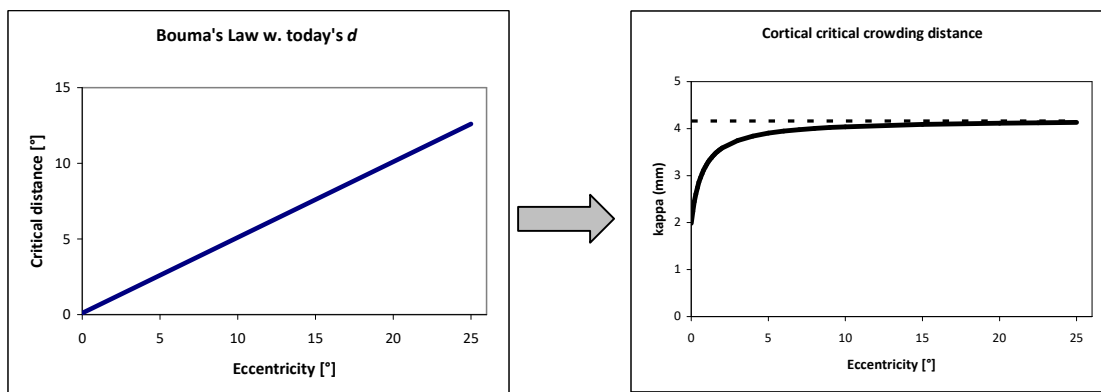 Bouma's Law w. today's d
15
10
5
0
Critical distance [°]
0 5 10 15 20 25
Eccentricity [°]
Cortical critical crowding distance
5
4
3
2
1
0
kappa (mm)
0 5 10 15 20 25
Eccentricity [°]